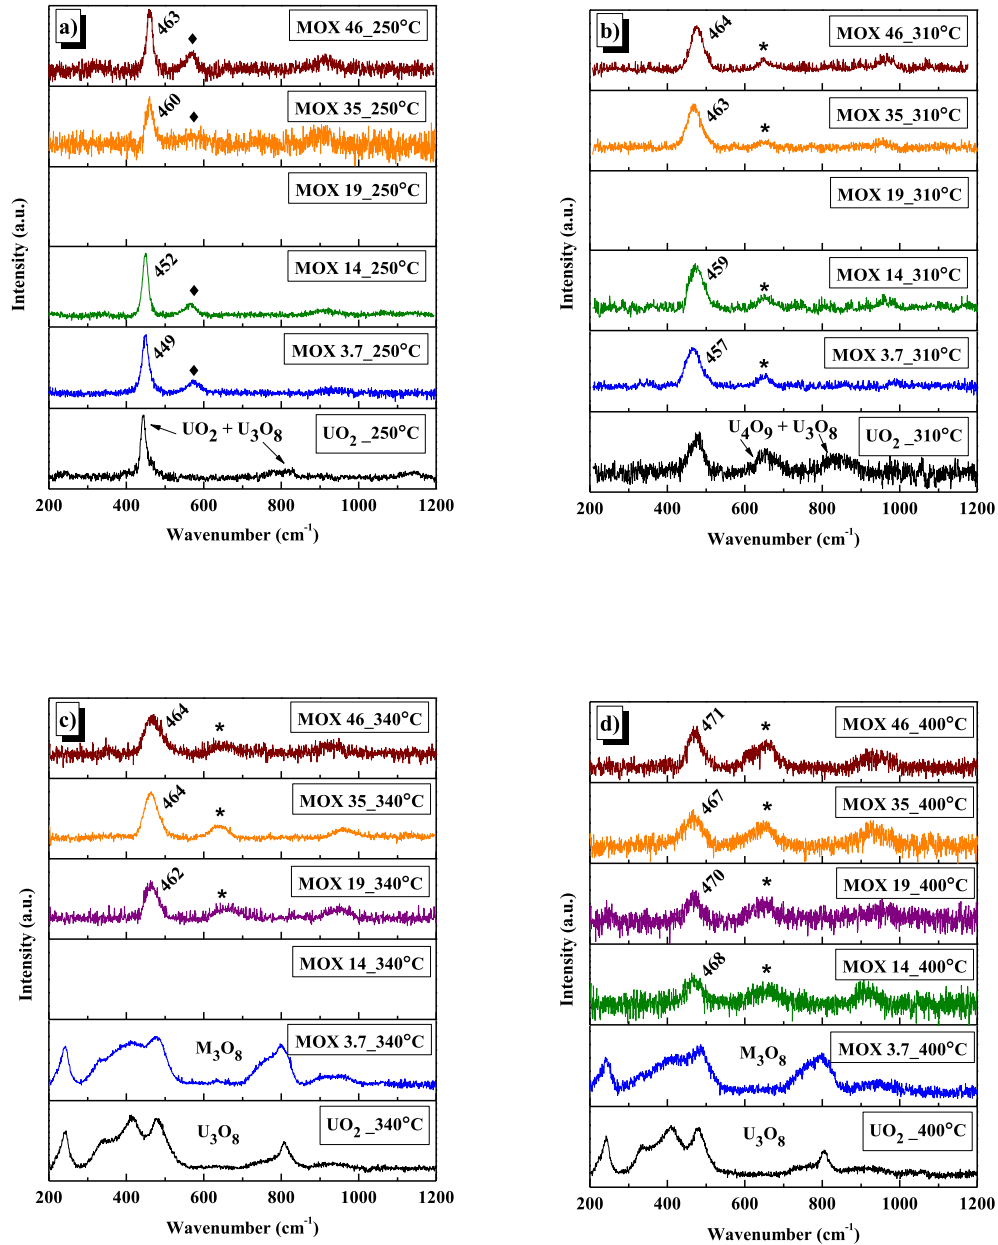 a)
463
MOX 46_250°C
♦
460
MOX 35_250°C
♦
MOX 19_250°C
452
MOX 14_250°C
♦
449
MOX 3.7_250°C
♦
UO2 + U3O8
UO2 _250°C
200 400 600 800 1000 1200
Wavenumber (cm-1)
Intensity (a.u.)
b)
464
MOX 46_310°C
*
463
MOX 35_310°C
*
MOX 19_310°C
459
MOX 14_310°C
*
457
MOX 3.7_310°C
*
U4O9 + U3O8
UO2 _310°C
200 400 600 800 1000 1200
Wavenumber (cm-1)
Intensity (a.u.)
c)
464
MOX 46_340°C
*
464
MOX 35_340°C
*
462
MOX 19_340°C
*
MOX 14_340°C
M3O8
MOX 3.7_340°C
U3O8
UO2 _340°C
200 400 600 800 1000 1200
Wavenumber (cm-1)
Intensity (a.u.)
d)
471
MOX 46_400°C
*
467
MOX 35_400°C
*
470
MOX 19_400°C
*
468
MOX 14_400°C
*
M3O8
MOX 3.7_400°C
U3O8
UO2 _400°C
200 400 600 800 1000 1200
Wavenumber (cm-1)
Intensity (a.u.)